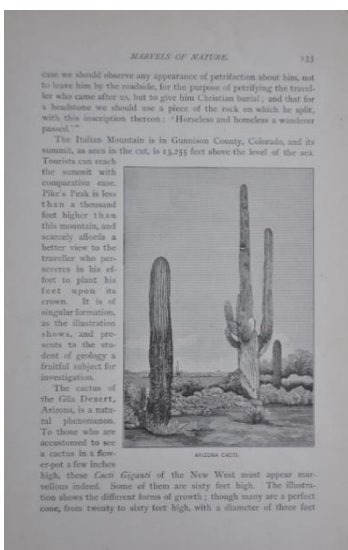 MARVELS OF NATURE. 133
case we should observe any appearance of petrifaction about him, not
to leave him by the roadside, for the purpose of petrifying the travel-
ler who came after us, but to give him Christian burial; and that for
a headstone we should use a piece of the rock on which he split,
with this inscription thereon: 'Horseless and homeless a wanderer
passed.'"
The Italian Mountain is in Gunnison County, Colorado, and its
summit, as seen in the cut, is 13,255 feet above the level of the sea.
Tourists can reach
the summit with
comparative ease.
Pike's Peak is less
than a thousand
feet higher than
this mountain, and
scarcely affords a
better view to the
traveller who per-
severes in his ef-
fort to plant his
feet upon its
crown. It is of
singular formation,
as the illustration
shows, and pre-
sents to the stu-
dent of geology a
fruitful subject for
investigation.
The cactus of
the Gila Desert,
Arizona, is a natu-
ral phenomenon.
To those who are
accustomed to see
a cactus in a flow-
er-pot a few inches
ARIZONA CACTI.
high, these Cacti Giganti of the New West must appear mar-
vellous indeed. Some of them are sixty feet high. The illustra-
tion shows the different forms of growth; though many are a perfect
cone, from twenty to sixty feet high, with a diameter of three feet